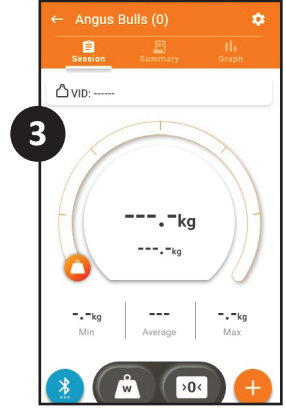 ← Angus Bulls (0)
Session Summary Graph
VID: ------
3
---.-kg
---.-kg
-.-kg --- -.-kg
Min Average Max
W >0< +